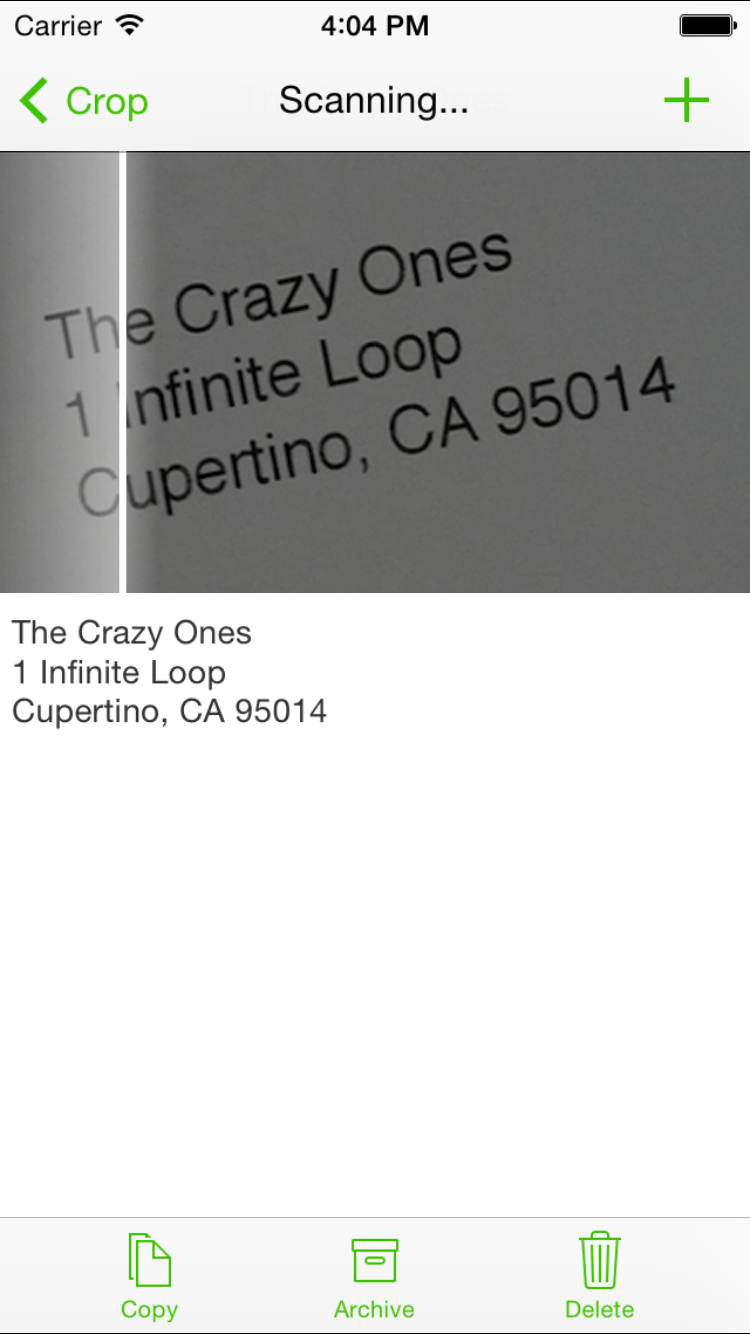 Carrier 4:04 PM
Crop Scanning...
The Crazy Ones
1 Infinite Loop
Cupertino, CA 95014
The Crazy Ones
1 Infinite Loop
Cupertino, CA 95014
Copy Archive Delete